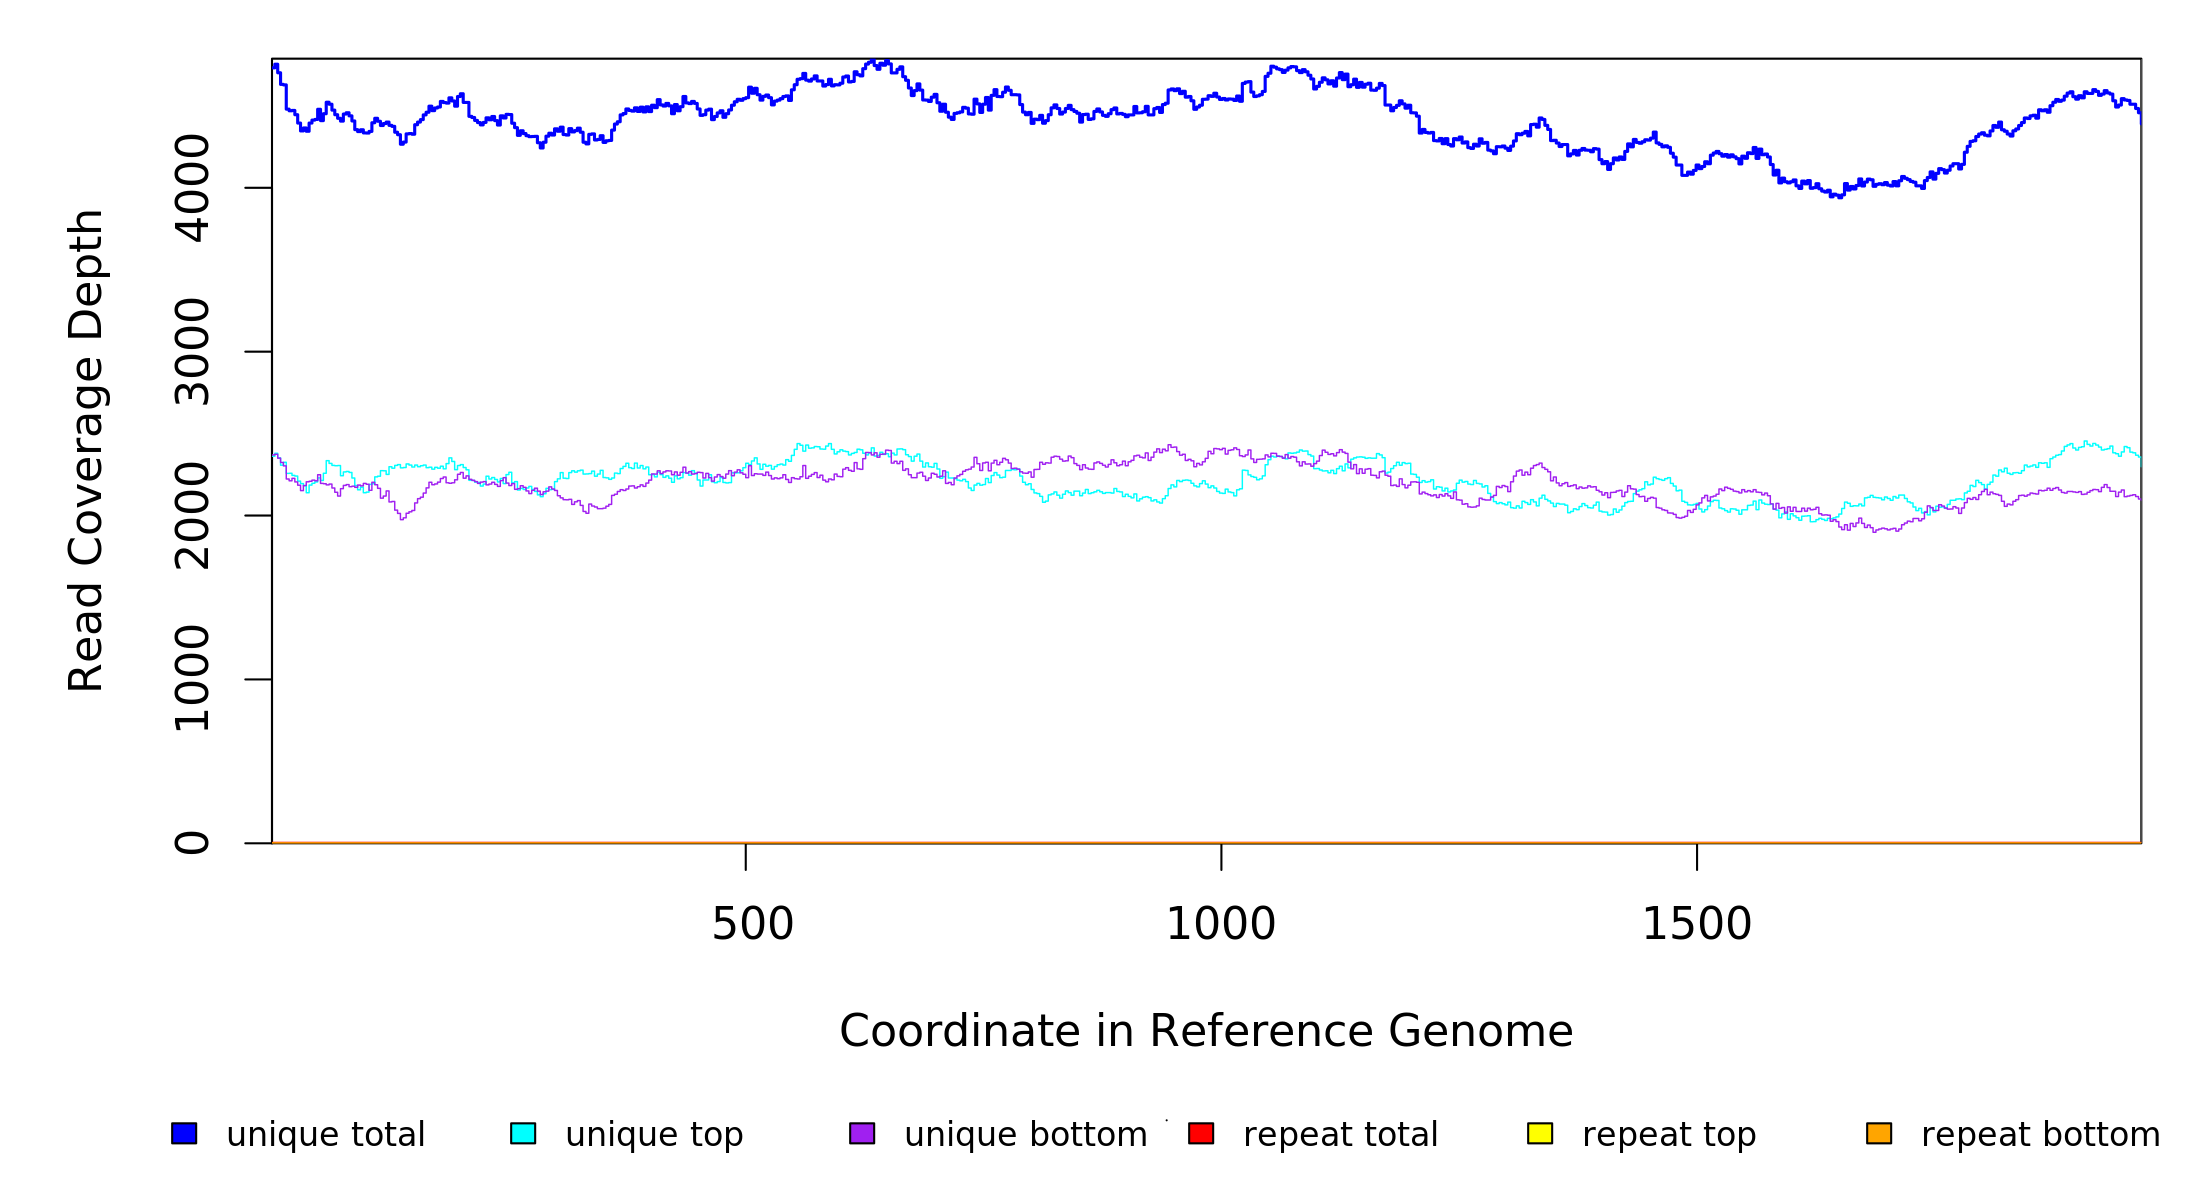 Read Coverage Depth
4000
3000
2000
1000
0
500 1000 1500
Coordinate in Reference Genome
unique total unique top unique bottom repeat total repeat top repeat bottom